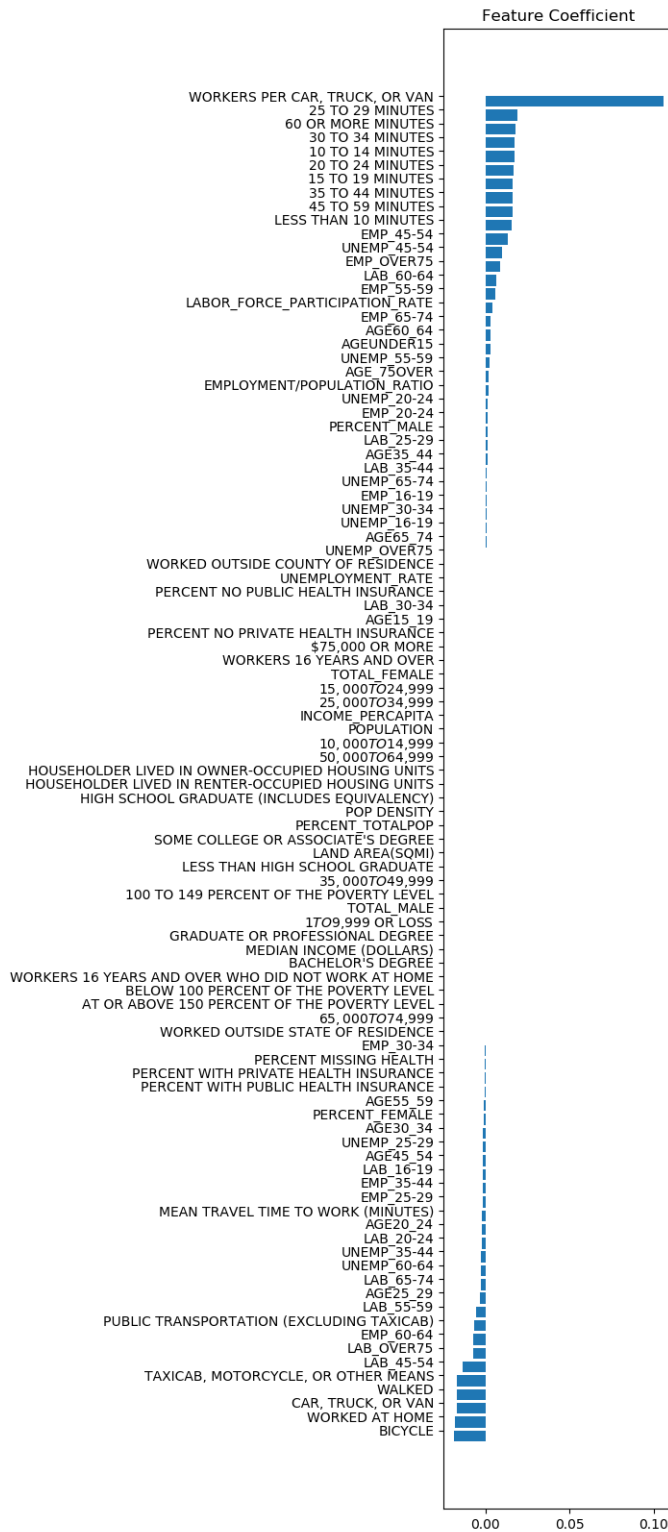 Feature Coefficient
WORKERS PER CAR, TRUCK, OR VAN
25 TO 29 MINUTES
60 OR MORE MINUTES
30 TO 34 MINUTES
10 TO 14 MINUTES
20 TO 24 MINUTES
15 TO 19 MINUTES
35 TO 44 MINUTES
45 TO 59 MINUTES
LESS THAN 10 MINUTES
EMP_45-54
UNEMP_45-54
EMP_OVER75
LAB_60-64
EMP_55-59
LABOR_FORCE_PARTICIPATION_RATE
EMP_65-74
AGE60_64
AGEUNDER15
UNEMP_55-59
AGE_75OVER
EMPLOYMENT/POPULATION_RATIO
UNEMP_20-24
EMP_20-24
PERCENT_MALE
LAB_25-29
AGE35_44
LAB_35-44
UNEMP_65-74
EMP_16-19
UNEMP_30-34
UNEMP_16-19
AGE65_74
UNEMP_OVER75
WORKED OUTSIDE COUNTY OF RESIDENCE
UNEMPLOYMENT_RATE
PERCENT NO PUBLIC HEALTH INSURANCE
LAB_30-34
AGE15_19
PERCENT NO PRIVATE HEALTH INSURANCE
$75,000 OR MORE
WORKERS 16 YEARS AND OVER
TOTAL_FEMALE
15,000TO24,999
25,000TO34,999
INCOME_PERCAPITA
POPULATION
10,000TO14,999
50,000TO64,999
HOUSEHOLDER LIVED IN OWNER-OCCUPIED HOUSING UNITS
HOUSEHOLDER LIVED IN RENTER-OCCUPIED HOUSING UNITS
HIGH SCHOOL GRADUATE (INCLUDES EQUIVALENCY)
POP DENSITY
PERCENT_TOTALPOP
SOME COLLEGE OR ASSOCIATE'S DEGREE
LAND AREA(SQMI)
LESS THAN HIGH SCHOOL GRADUATE
35,000TO49,999
100 TO 149 PERCENT OF THE POVERTY LEVEL
TOTAL_MALE
1TO9,999 OR LOSS
GRADUATE OR PROFESSIONAL DEGREE
MEDIAN INCOME (DOLLARS)
BACHELOR'S DEGREE
WORKERS 16 YEARS AND OVER WHO DID NOT WORK AT HOME
BELOW 100 PERCENT OF THE POVERTY LEVEL
AT OR ABOVE 150 PERCENT OF THE POVERTY LEVEL
65,000TO74,999
WORKED OUTSIDE STATE OF RESIDENCE
EMP_30-34
PERCENT MISSING HEALTH
PERCENT WITH PRIVATE HEALTH INSURANCE
PERCENT WITH PUBLIC HEALTH INSURANCE
AGE55_59
PERCENT_FEMALE
AGE30_34
UNEMP_25-29
AGE45_54
LAB_16-19
EMP_35-44
EMP_25-29
MEAN TRAVEL TIME TO WORK (MINUTES)
AGE20_24
LAB_20-24
UNEMP_35-44
UNEMP_60-64
LAB_65-74
AGE25_29
LAB_55-59
PUBLIC TRANSPORTATION (EXCLUDING TAXICAB)
EMP_60-64
LAB_OVER75
LAB_45-54
TAXICAB, MOTORCYCLE, OR OTHER MEANS
WALKED
CAR, TRUCK, OR VAN
WORKED AT HOME
BICYCLE
0.00 0.05 0.10